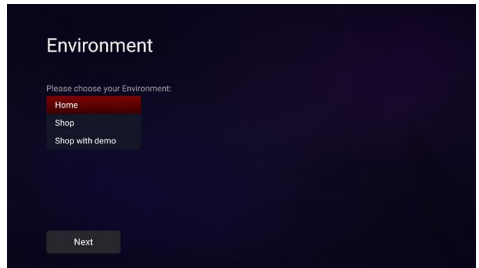 Environment
Please choose your Environment:
Home
Shop
Shop with demo
Next